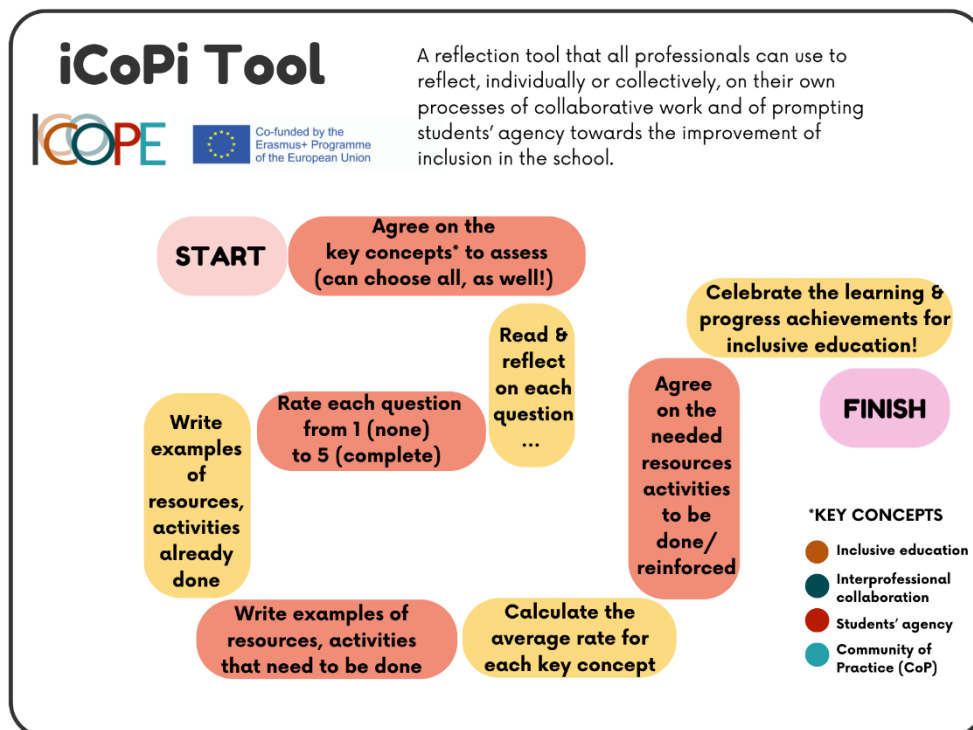 iCoPi Tool
A reflection tool that all professionals can use to
reflect, individually or collectively, on their own
processes of collaborative work and of prompting
students' agency towards the improvement of
inclusion in the school.
ICOPE
Co-funded by the
Erasmus+ Programme
of the European Union
START
Agree on the
key concepts* to assess
(can choose all, as well!)
Read &
reflect
on each
question
...
Rate each question
from 1 (none)
to 5 (complete)
Write
examples
of
resources,
activities
already
done
Write examples of
resources, activities
that need to be done
Calculate the
average rate for
each key concept
Agree
on the
needed
resources
activities
to be
done/
reinforced
Celebrate the learning &
progress achievements for
inclusive education!
FINISH
*KEY CONCEPTS
Inclusive education
Interprofessional
collaboration
Students' agency
Community of
Practice (CoP)